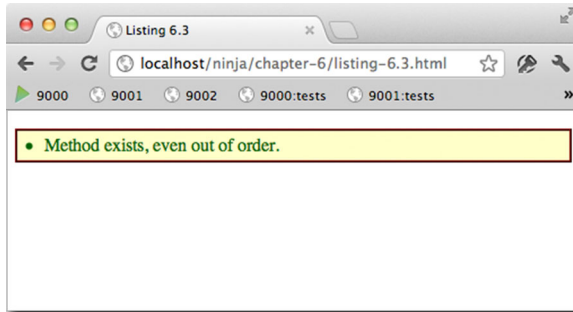 Listing 6.3
localhost/ninja/chapter-6/listing-6.3.html
9000 9001 9002 9000:tests 9001:tests »
• Method exists, even out of order.